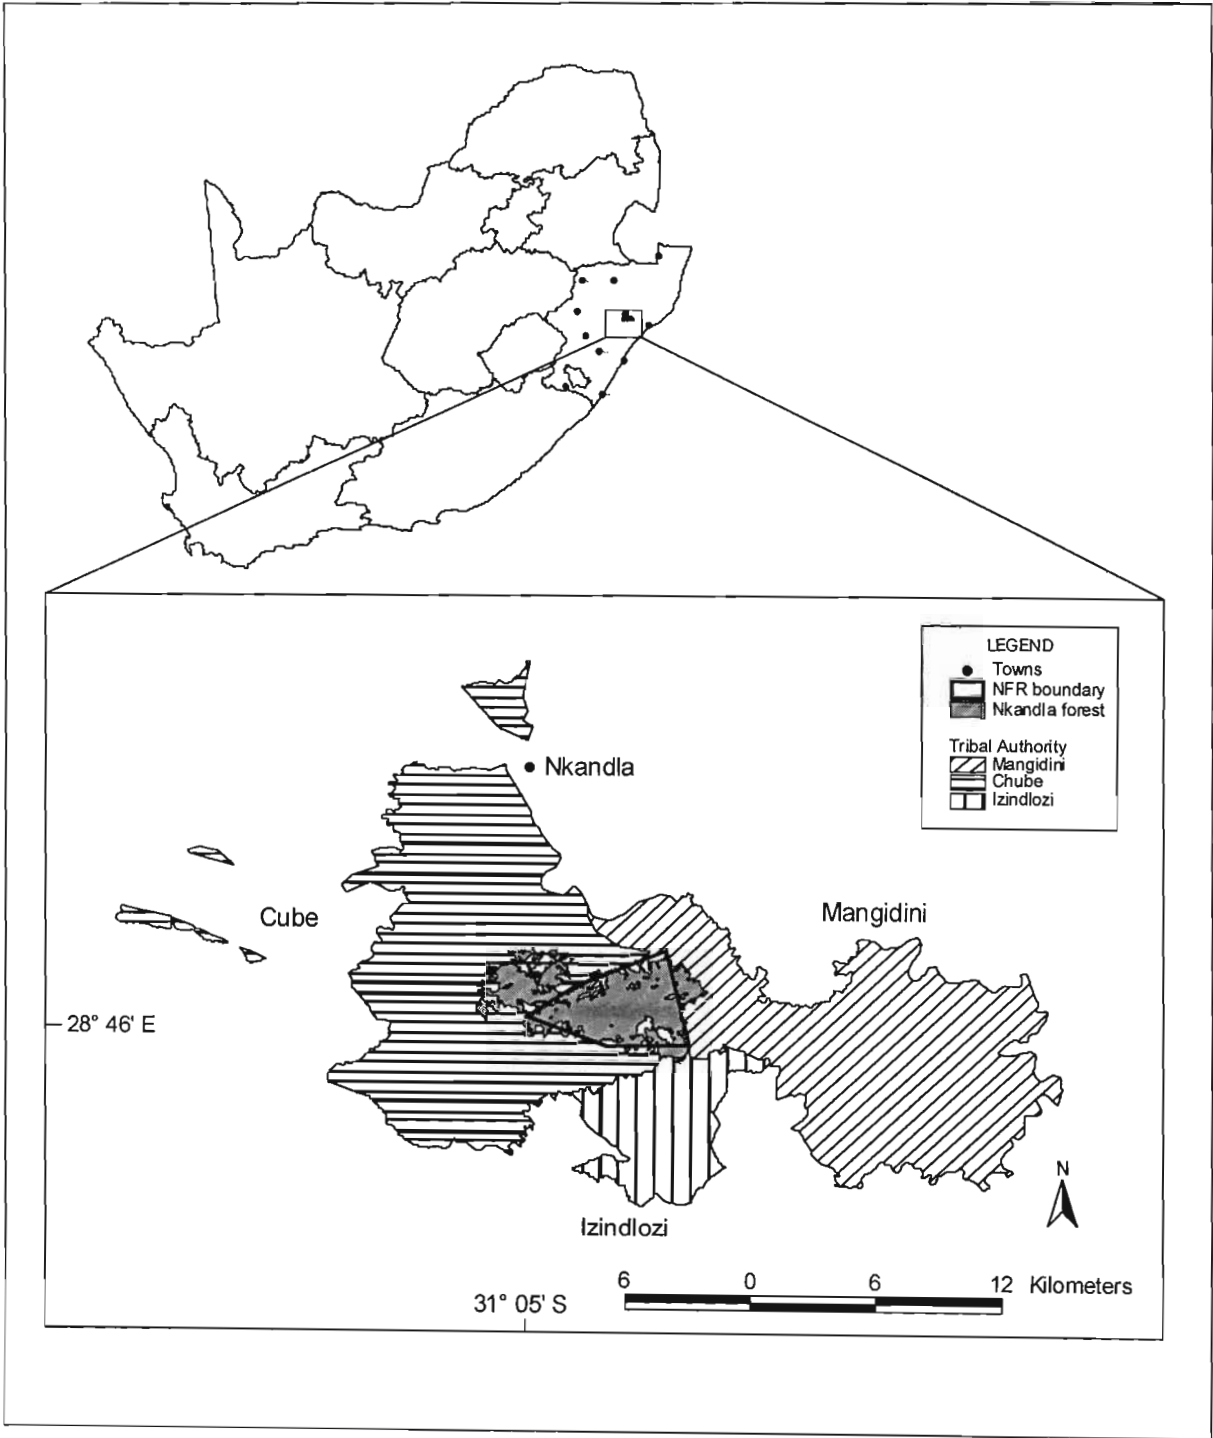 LEGEND
Towns
NFR boundary
Nkandla forest
Tribal Authority
Mangidini
Chube
Izindlozi
Nkandla
Cube
Mangidini
28° 46' E
N
Izindlozi
6 0 6 12 Kilometers
31° 05' S